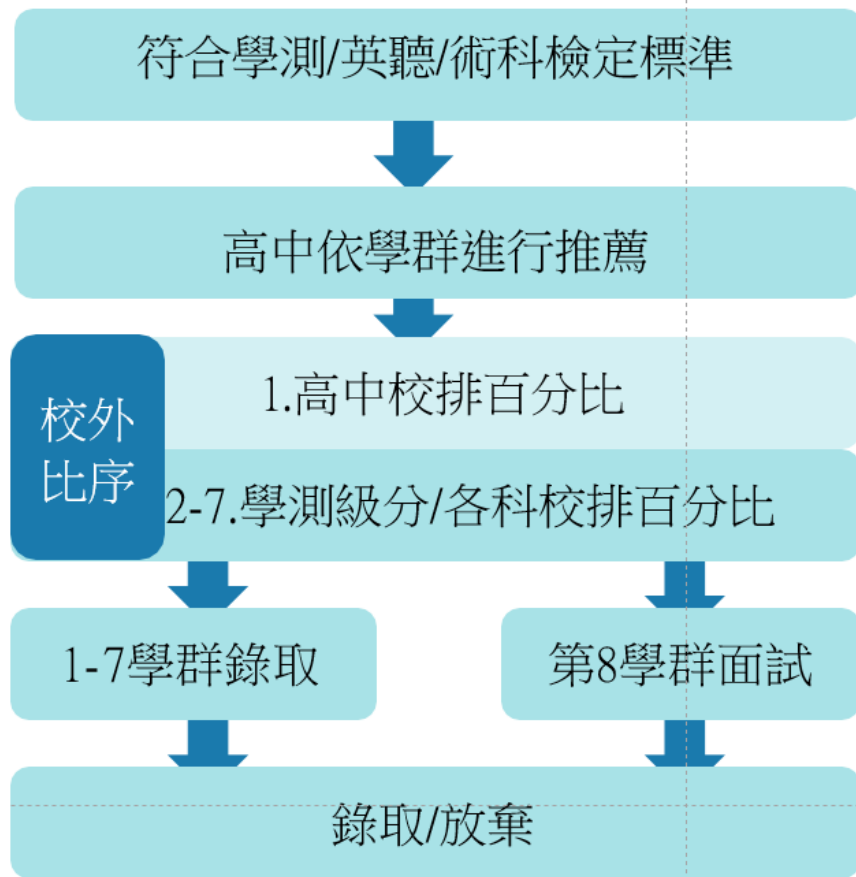 符合學測/英聽/術科檢定標準
高中依學群進行推薦
校外
比序
1.高中校排百分比
2-7.學測級分/各科校排百分比
1-7學群錄取
第8學群面試
錄取/放棄